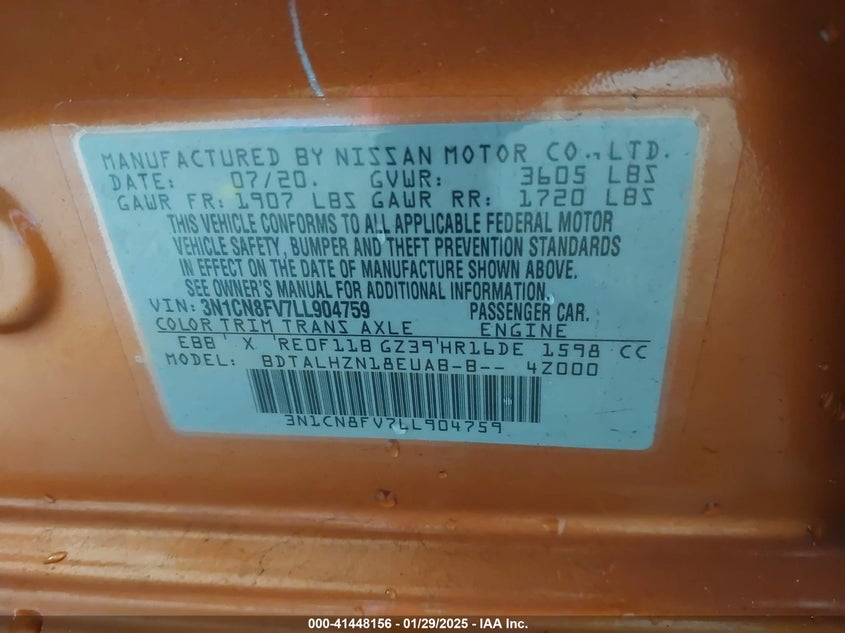 MANUFACTURED BY NISSAN MOTOR CO., LTD.
DATE: 07/20. GVWR: 3605 LBS
GAWR FR: 1907 LBS GAWR RR: 1720 LBS
THIS VEHICLE CONFORMS TO ALL APPLICABLE FEDERAL MOTOR
VEHICLE SAFETY, BUMPER AND THEFT PREVENTION STANDARDS
IN EFFECT ON THE DATE OF MANUFACTURE SHOWN ABOVE.
SEE OWNER'S MANUAL FOR ADDITIONAL INFORMATION.
VIN: 3N1CN8FV7LL904759 PASSENGER CAR.
COLOR TRIM TRANS AXLE ENGINE
EBB X RE0F11B GZ39 HR16DE 1598 CC
MODEL: BDTALHZN18EUAB-B-- 4Z000
3N1CN8FV7LL904759
000-41448156 - 01/29/2025 - IAA Inc.